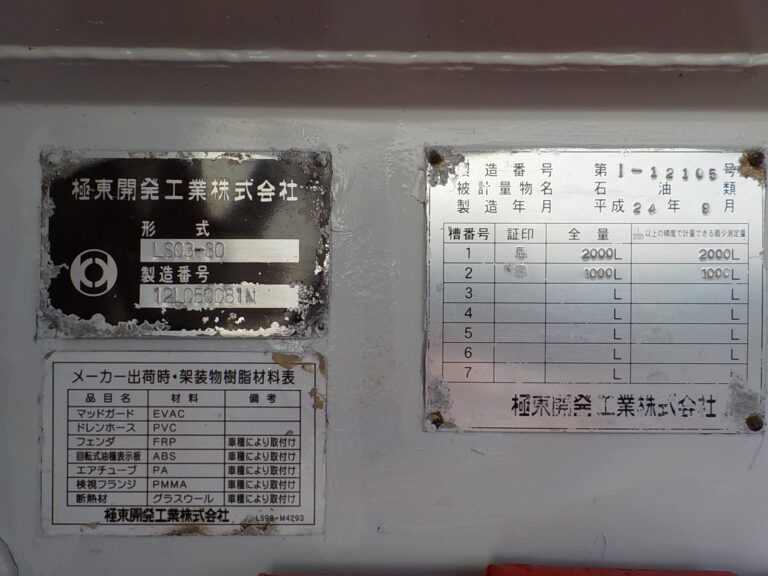 極東開発工業株式会社
形 式
LS03-80
製造番号
12L050081N
メーカー出荷時・架装物樹脂材料表
品目名 材料 備考
マッドガード EVAC
ドレンホース PVC
フェンダ FRP 車種により取付け
回転式油種表示板 ABS 車種により取付け
エアチューブ PA 車種により取付け
検視フランジ PMMA 車種により取付け
断熱材 グラスウール 車種により取付け
極東開発工業株式会社 LS98-M4293
製造番号 第1-12105号
被計量物名 石油類
製造年月 平成24年9月
槽番号 証印 全量 1/200以上の精度で計量できる最少測定量
1 2000L 2000L
2 1000L 1000L
3 L L
4 L L
5 L L
6 L L
7 L L
極東開発工業株式会社